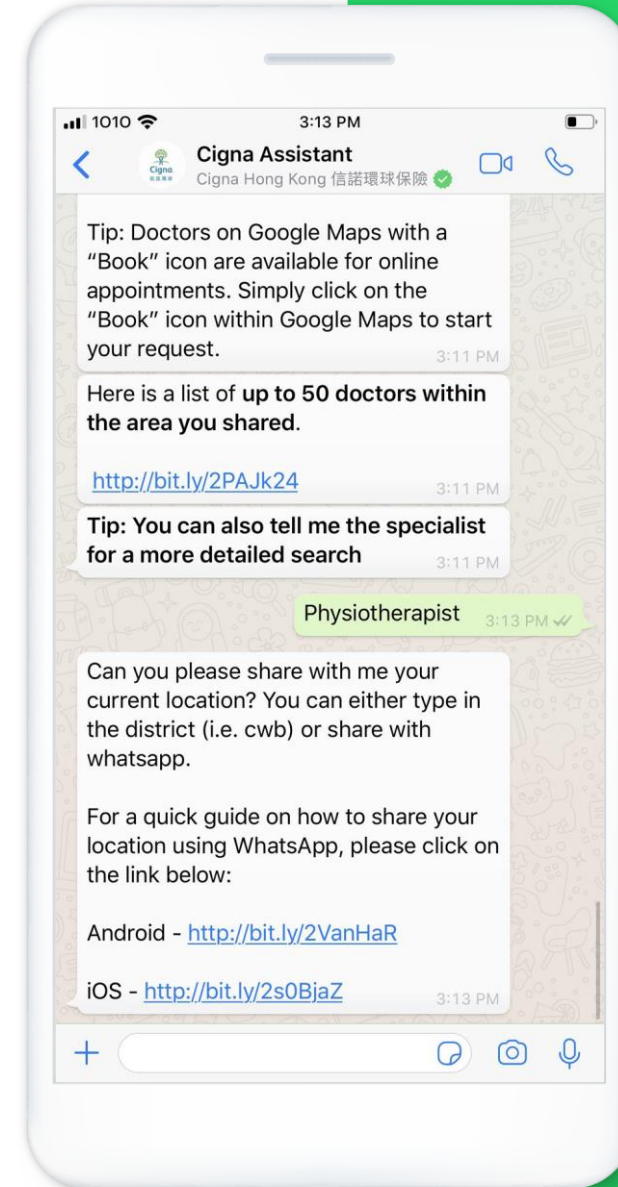 1010
3:13 PM
Cigna
Cigna Assistant
Cigna Hong Kong 信諾環球保險
Tip: Doctors on Google Maps with a
“Book” icon are available for online
appointments. Simply click on the
“Book” icon within Google Maps to start
your request.
3:11 PM
Here is a list of up to 50 doctors within
the area you shared.
http://bit.ly/2PAJk24
3:11 PM
Tip: You can also tell me the specialist
for a more detailed search
3:11 PM
Physiotherapist
3:13 PM
Can you please share with me your
current location? You can either type in
the district (i.e. cwb) or share with
whatsapp.
For a quick guide on how to share your
location using WhatsApp, please click on
the link below:
Android - http://bit.ly/2VanHaR
iOS - http://bit.ly/2s0BjaZ
3:13 PM